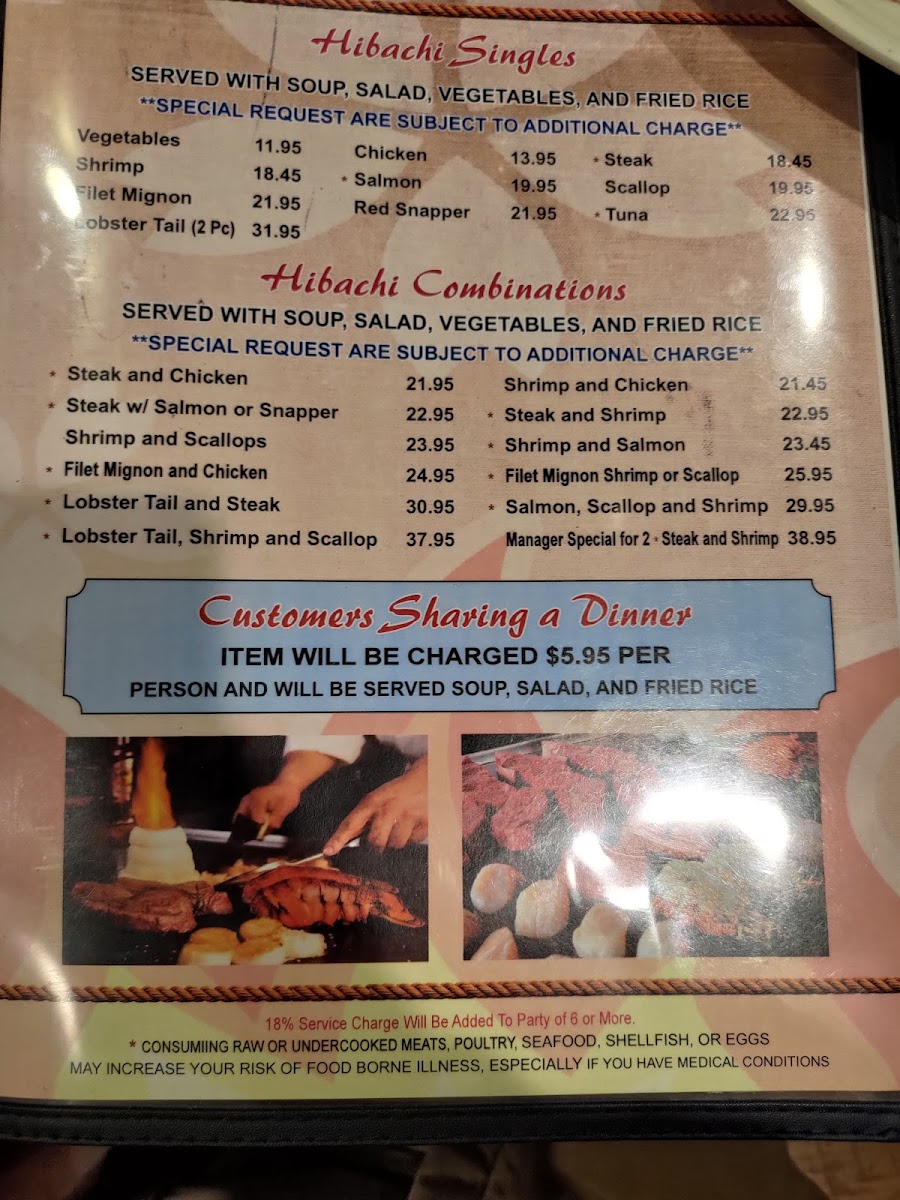 Hibachi Singles
SERVED WITH SOUP, SALAD, VEGETABLES, AND FRIED RICE
**SPECIAL REQUEST ARE SUBJECT TO ADDITIONAL CHARGE**
Vegetables 11.95 Chicken 13.95 * Steak 18.45
Shrimp 18.45 * Salmon 19.95 Scallop 19.95
Filet Mignon 21.95 Red Snapper 21.95 * Tuna 22.95
Lobster Tail (2 Pc) 31.95
Hibachi Combinations
SERVED WITH SOUP, SALAD, VEGETABLES, AND FRIED RICE
**SPECIAL REQUEST ARE SUBJECT TO ADDITIONAL CHARGE**
* Steak and Chicken 21.95 Shrimp and Chicken 21.45
* Steak w/ Salmon or Snapper 22.95 * Steak and Shrimp 22.95
Shrimp and Scallops 23.95 * Shrimp and Salmon 23.45
* Filet Mignon and Chicken 24.95 * Filet Mignon Shrimp or Scallop 25.95
* Lobster Tail and Steak 30.95 * Salmon, Scallop and Shrimp 29.95
* Lobster Tail, Shrimp and Scallop 37.95 Manager Special for 2 * Steak and Shrimp 38.95
Customers Sharing a Dinner
ITEM WILL BE CHARGED $5.95 PER
PERSON AND WILL BE SERVED SOUP, SALAD, AND FRIED RICE
18% Service Charge Will Be Added To Party of 6 or More.
* CONSUMIING RAW OR UNDERCOOKED MEATS, POULTRY, SEAFOOD, SHELLFISH, OR EGGS
MAY INCREASE YOUR RISK OF FOOD BORNE ILLNESS, ESPECIALLY IF YOU HAVE MEDICAL CONDITIONS